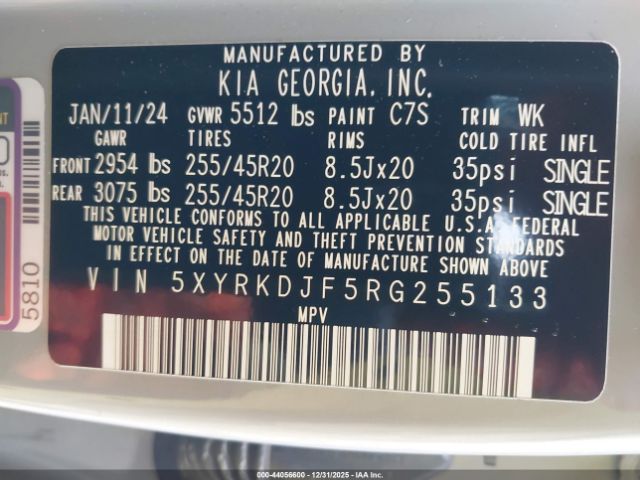 MANUFACTURED BY
KIA GEORGIA, INC.
JAN/11/24 GVWR 5512 lbs PAINT C7S TRIM WK
GAWR TIRES RIMS COLD TIRE INFL
FRONT 2954 lbs 255/45R20 8.5Jx20 35psi SINGLE
REAR 3075 lbs 255/45R20 8.5Jx20 35psi SINGLE
THIS VEHICLE CONFORMS TO ALL APPLICABLE U.S.A. FEDERAL
MOTOR VEHICLE SAFETY AND THEFT PREVENTION STANDARDS
IN EFFECT ON THE DATE OF MANUFACTURE SHOWN ABOVE
VIN 5XYRKDJF5RG255133
MPV
5810
000-44056600 - 12/31/2025 - IAA, Inc.